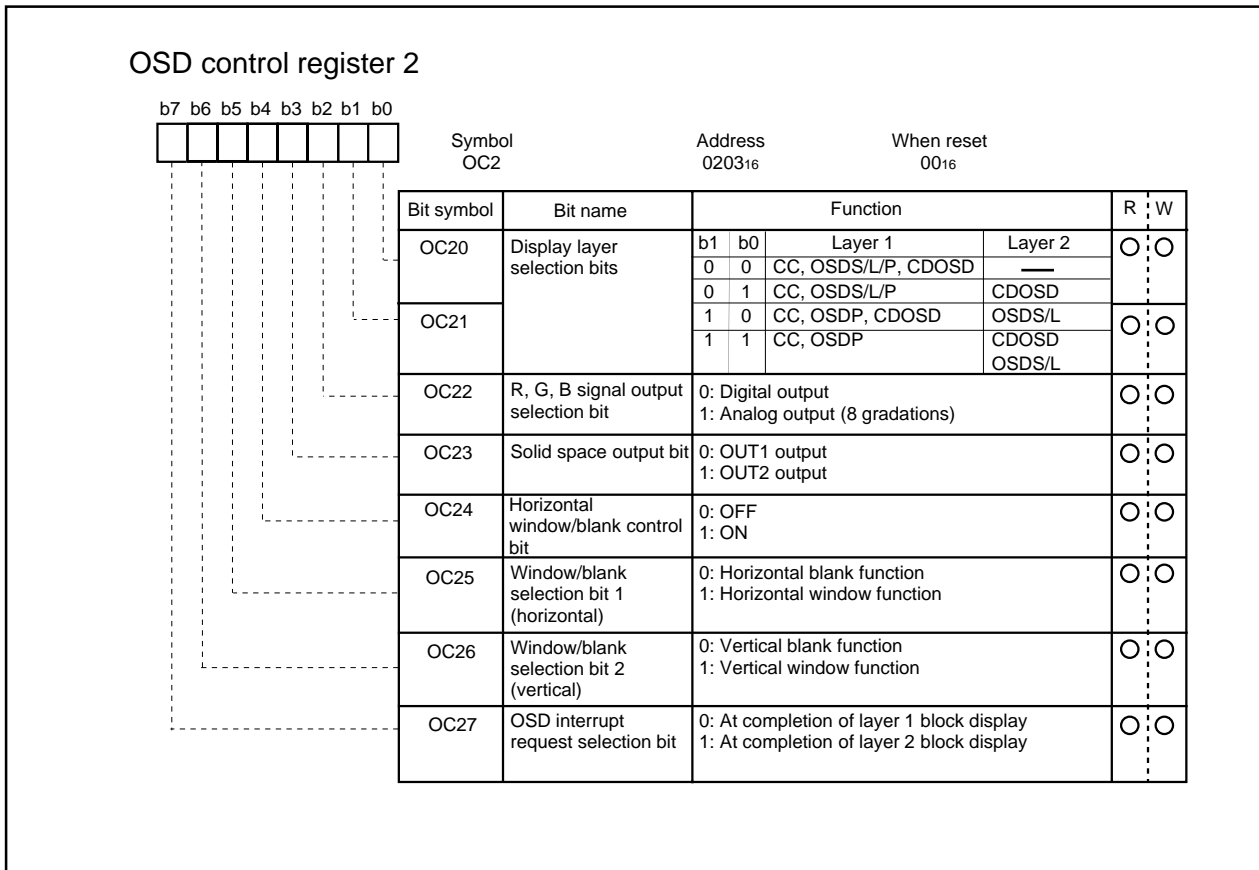 OSD control register 2
b7 b6 b5 b4 b3 b2 b1 b0
Symbol Address When reset
OC2 020316 0016
Bit symbol Bit name Function R W
OC20 Display layer
selection bits
b1 b0 Layer 1 Layer 2
0 0 CC, OSDS/L/P, CDOSD —
0 1 CC, OSDS/L/P CDOSD
OC21
1 0 CC, OSDP, CDOSD OSDS/L
1 1 CC, OSDP CDOSD
OSDS/L
OC22 R, G, B signal output
selection bit
0: Digital output
1: Analog output (8 gradations)
OC23 Solid space output bit
0: OUT1 output
1: OUT2 output
OC24 Horizontal
window/blank control
bit
0: OFF
1: ON
OC25 Window/blank
selection bit 1
(horizontal)
0: Horizontal blank function
1: Horizontal window function
OC26 Window/blank
selection bit 2
(vertical)
0: Vertical blank function
1: Vertical window function
OC27 OSD interrupt
request selection bit
0: At completion of layer 1 block display
1: At completion of layer 2 block display